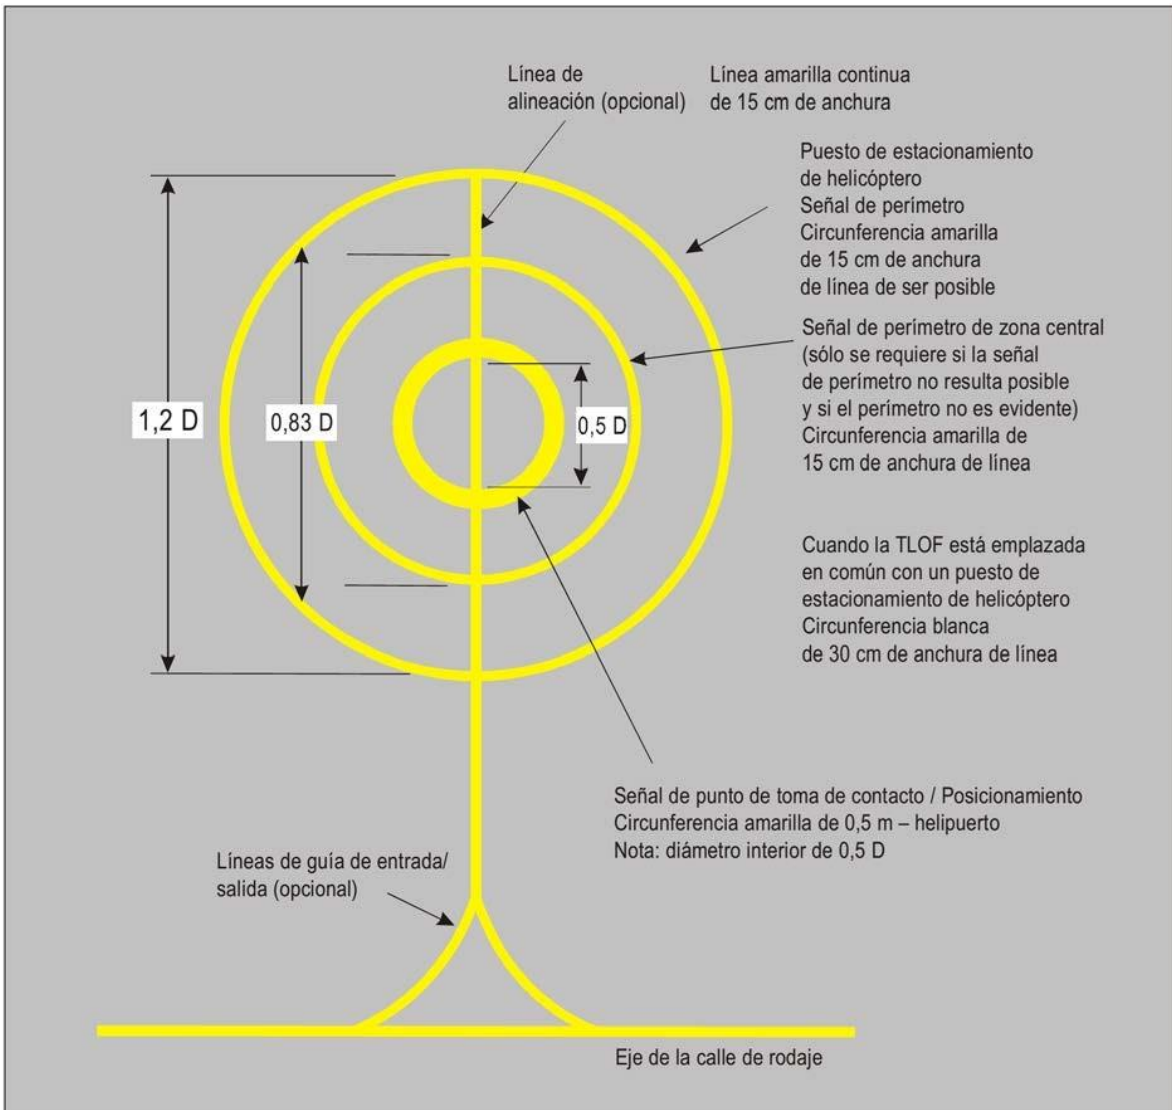 Línea de
alineación (opcional)
Línea amarilla continua
de 15 cm de anchura
Puesto de estacionamiento
de helicóptero
Señal de perímetro
Circunferencia amarilla
de 15 cm de anchura
de línea de ser posible
Señal de perímetro de zona central
(sólo se requiere si la señal
de perímetro no resulta posible
y si el perímetro no es evidente)
Circunferencia amarilla de
15 cm de anchura de línea
1,2 D
0,83 D
0,5 D
Cuando la TLOF está emplazada
en común con un puesto de
estacionamiento de helicóptero
Circunferencia blanca
de 30 cm de anchura de línea
Señal de punto de toma de contacto / Posicionamiento
Circunferencia amarilla de 0,5 m – helipuerto
Nota: diámetro interior de 0,5 D
Líneas de guía de entrada/
salida (opcional)
Eje de la calle de rodaje